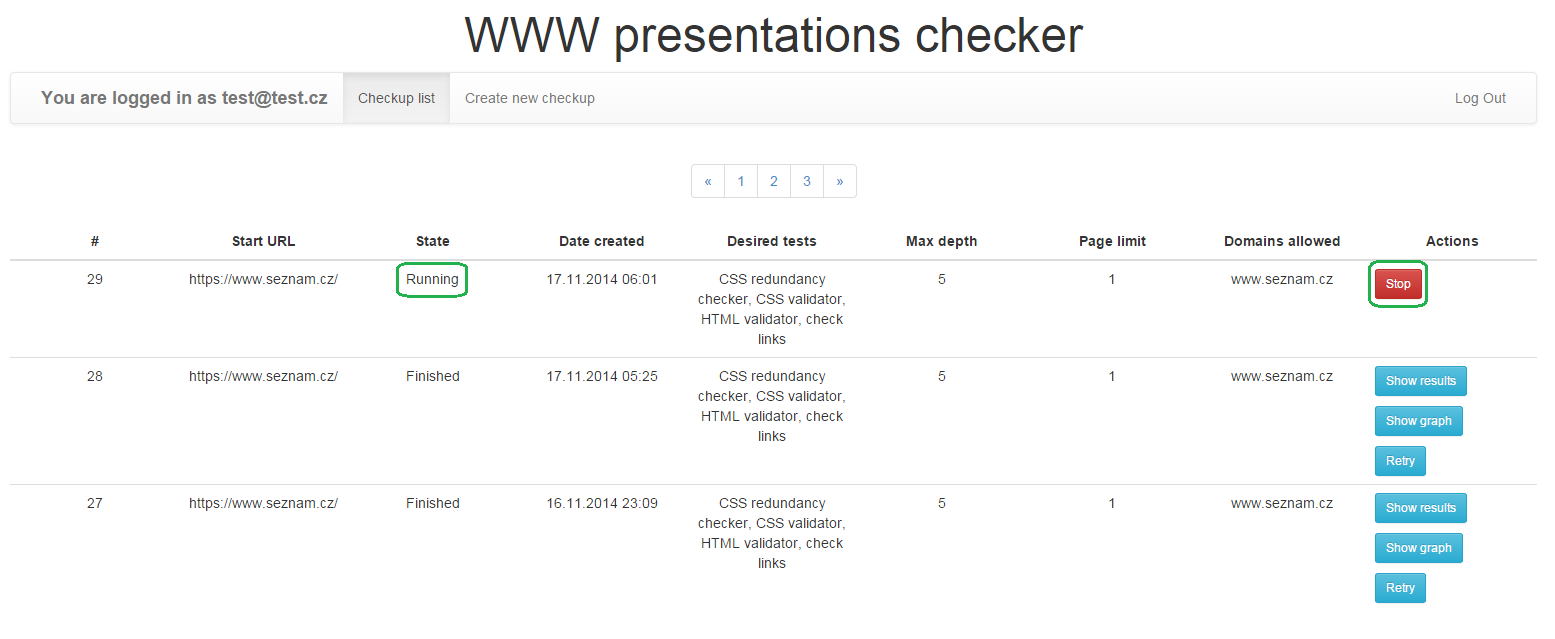 WWW presentations checker
You are logged in as test@test.cz Checkup list Create new checkup Log Out
« 1 2 3 »
# Start URL State Date created Desired tests Max depth Page limit Domains allowed Actions
29 https://www.seznam.cz/ Running 17.11.2014 06:01 CSS redundancy 5 1 www.seznam.cz Stop
checker, CSS validator,
HTML validator, check
links
28 https://www.seznam.cz/ Finished 17.11.2014 05:25 CSS redundancy 5 1 www.seznam.cz Show results
checker, CSS validator,
HTML validator, check Show graph
links
Retry
27 https://www.seznam.cz/ Finished 16.11.2014 23:09 CSS redundancy 5 1 www.seznam.cz Show results
checker, CSS validator,
HTML validator, check Show graph
links
Retry